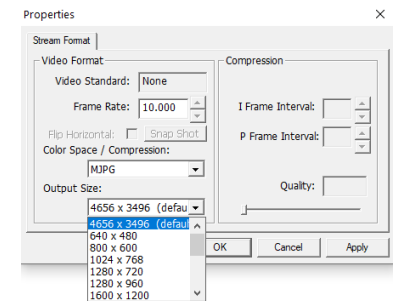 Properties
Stream Format
Video Format
Video Standard: None
Frame Rate: 10.000
Flip Horizontal: Snap Shot
Color Space / Compression:
MJPG
Output Size:
4656 x 3496 (defau
4656 x 3496 (defaul
640 x 480
800 x 600
1024 x 768
1280 x 720
1280 x 960
1600 x 1200
Compression
I Frame Interval:
P Frame Interval:
Quality:
OK Cancel Apply